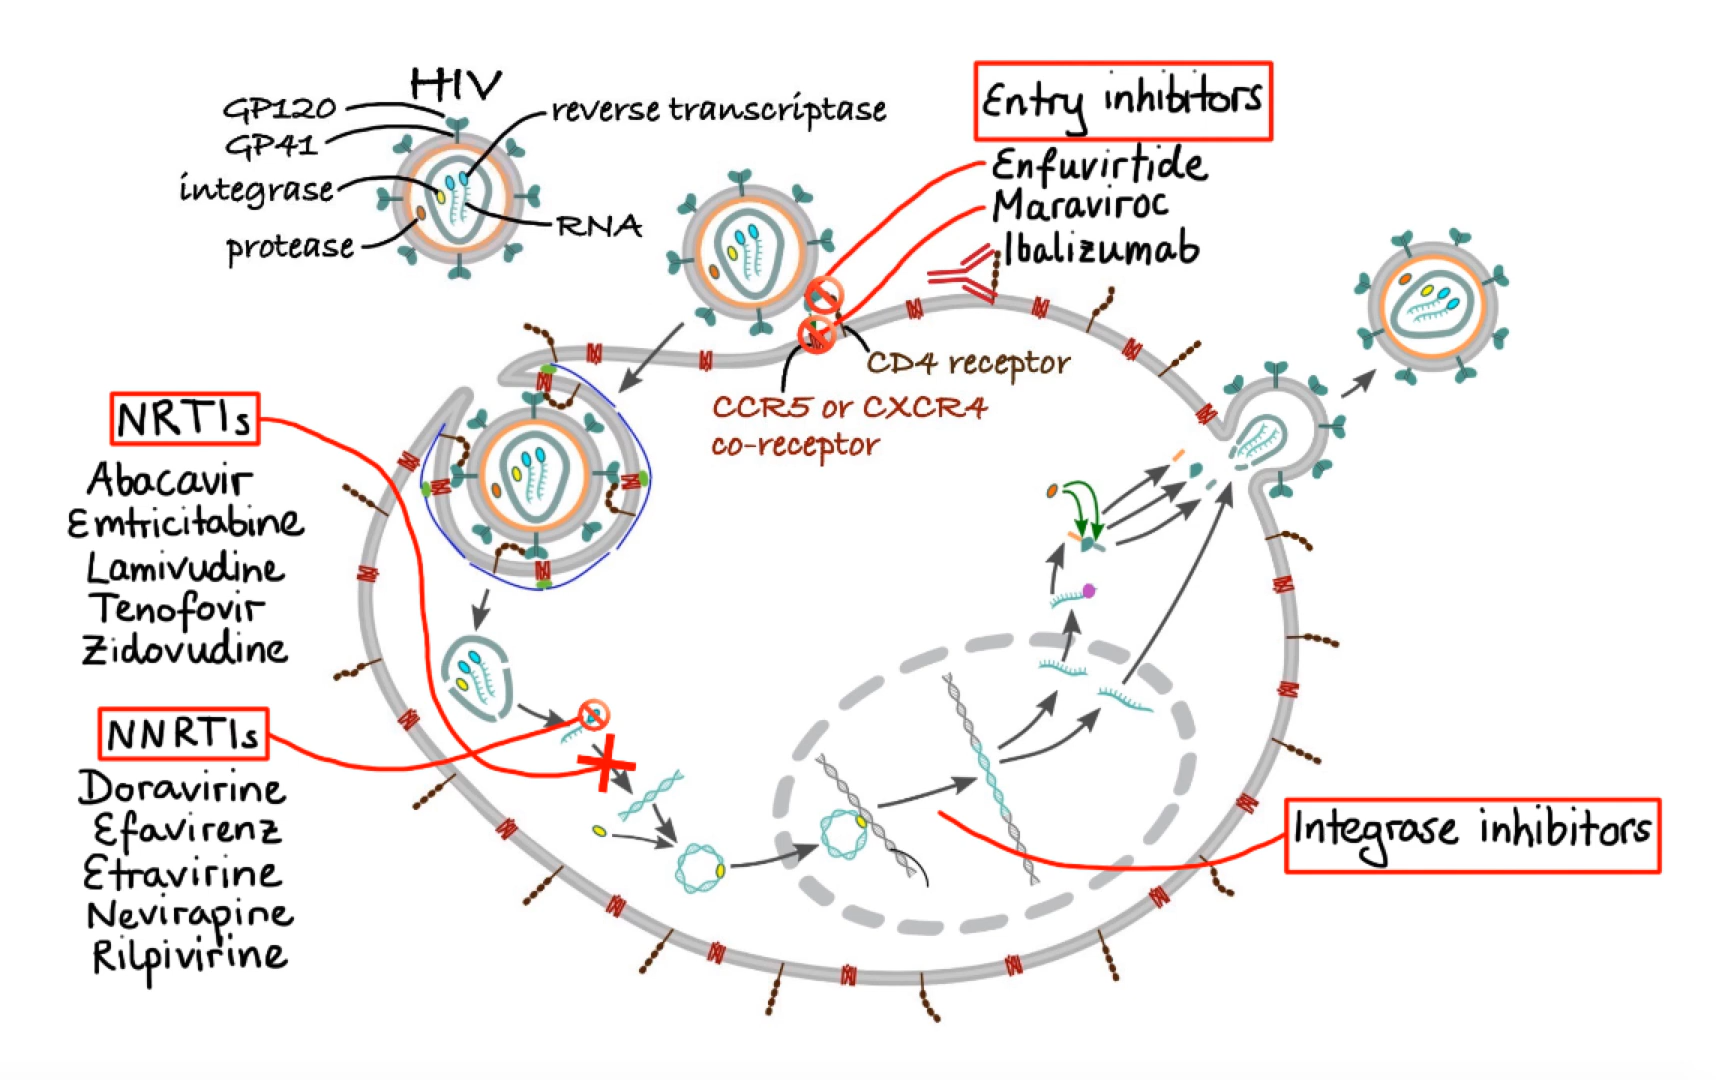 HIV
GP120
GP41
integrase
protease
reverse transcriptase
RNA
Entry inhibitors
Enfuvirtide
Maraviroc
Ibalizumab
CD4 receptor
CCR5 or CXCR4
co-receptor
NRTIs
Abacavir
Emtricitabine
Lamivudine
Tenofovir
Zidovudine
NNRTIs
Doravirine
Efavirenz
Etravirine
Nevirapine
Rilpivirine
Integrase inhibitors